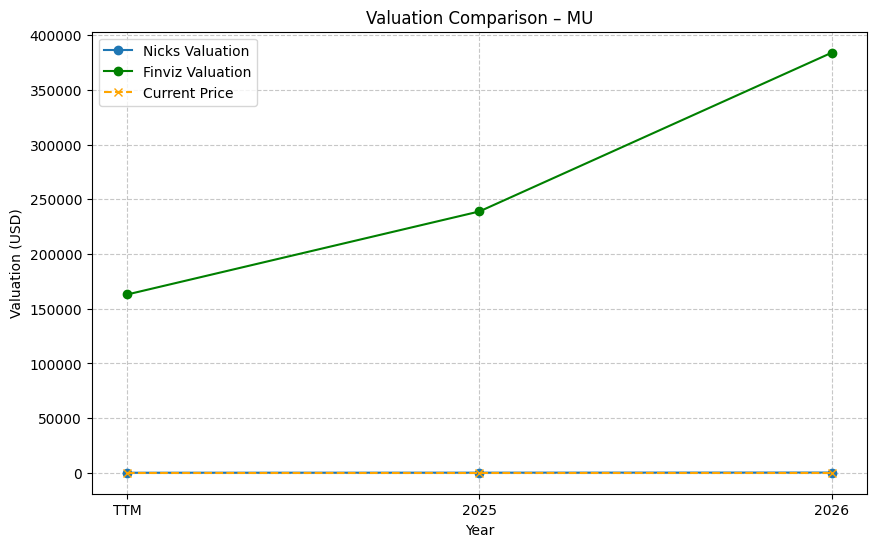 Valuation Comparison – MU
Nicks Valuation
Finviz Valuation
Current Price
Valuation (USD)
400000
350000
300000
250000
200000
150000
100000
50000
0
TTM
2025
2026
Year